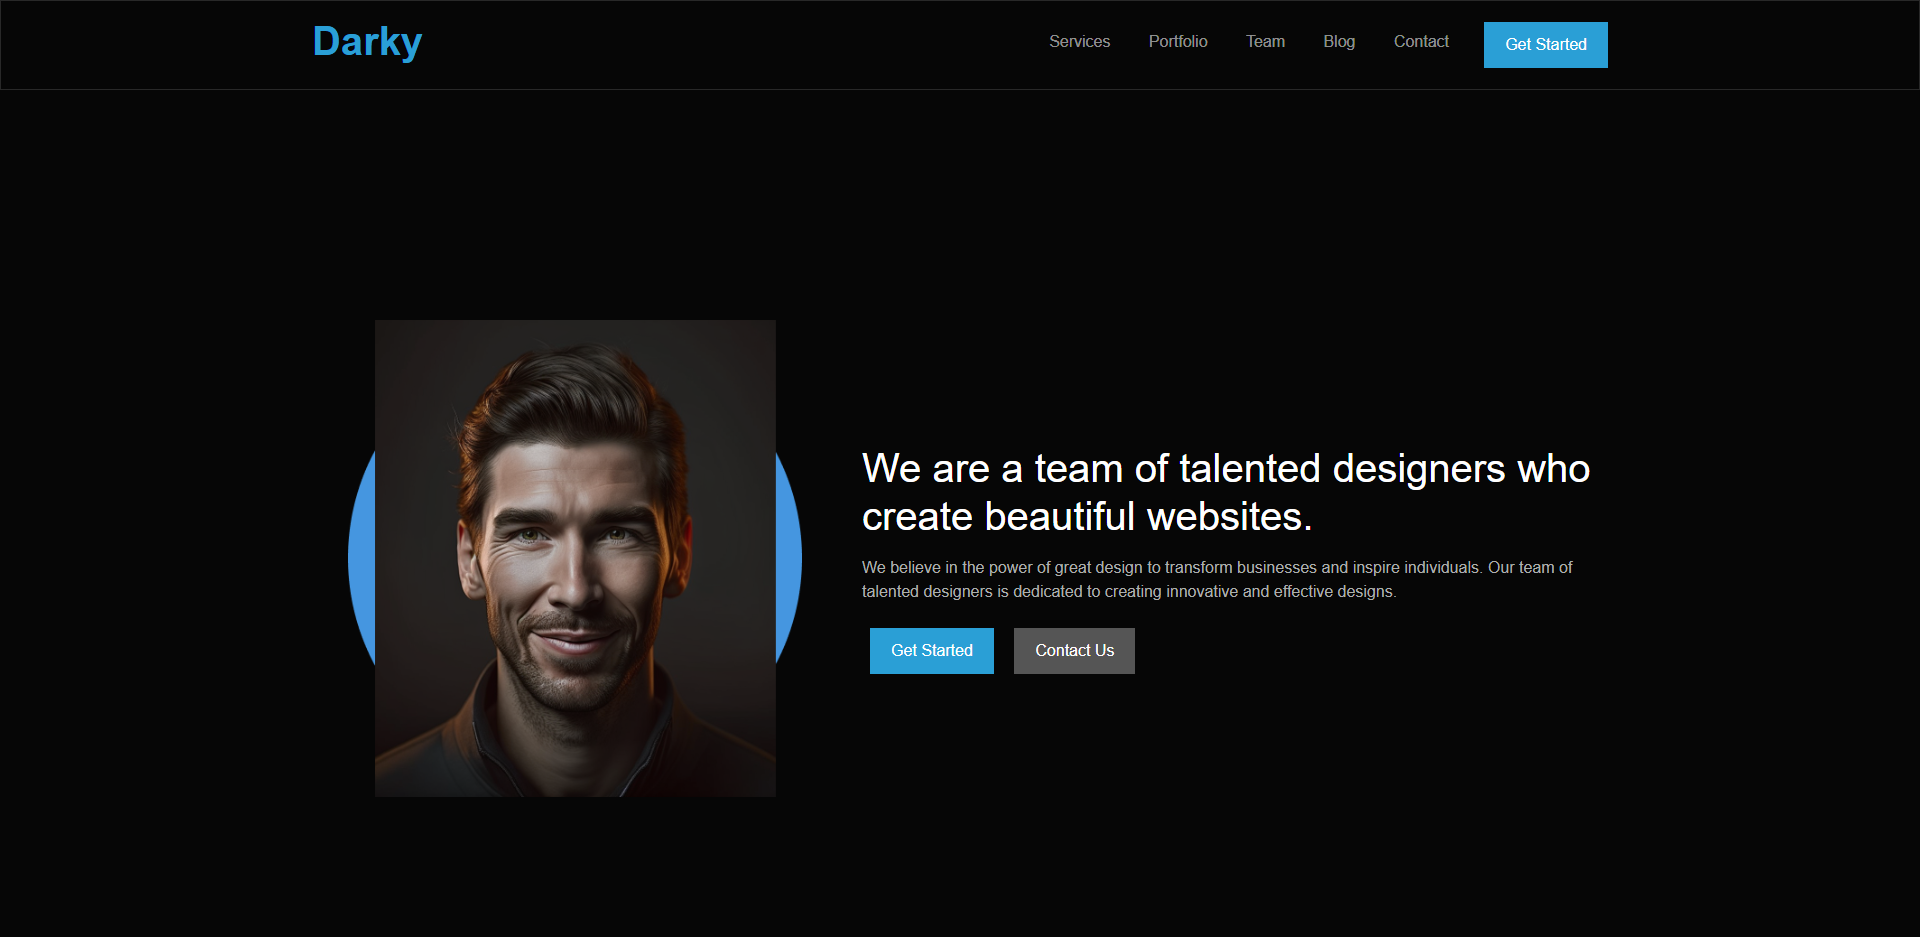 Darky
Services
Portfolio
Team
Blog
Contact
Get Started
We are a team of talented designers who
create beautiful websites.
We believe in the power of great design to transform businesses and inspire individuals. Our team of
talented designers is dedicated to creating innovative and effective designs.
Get Started
Contact Us